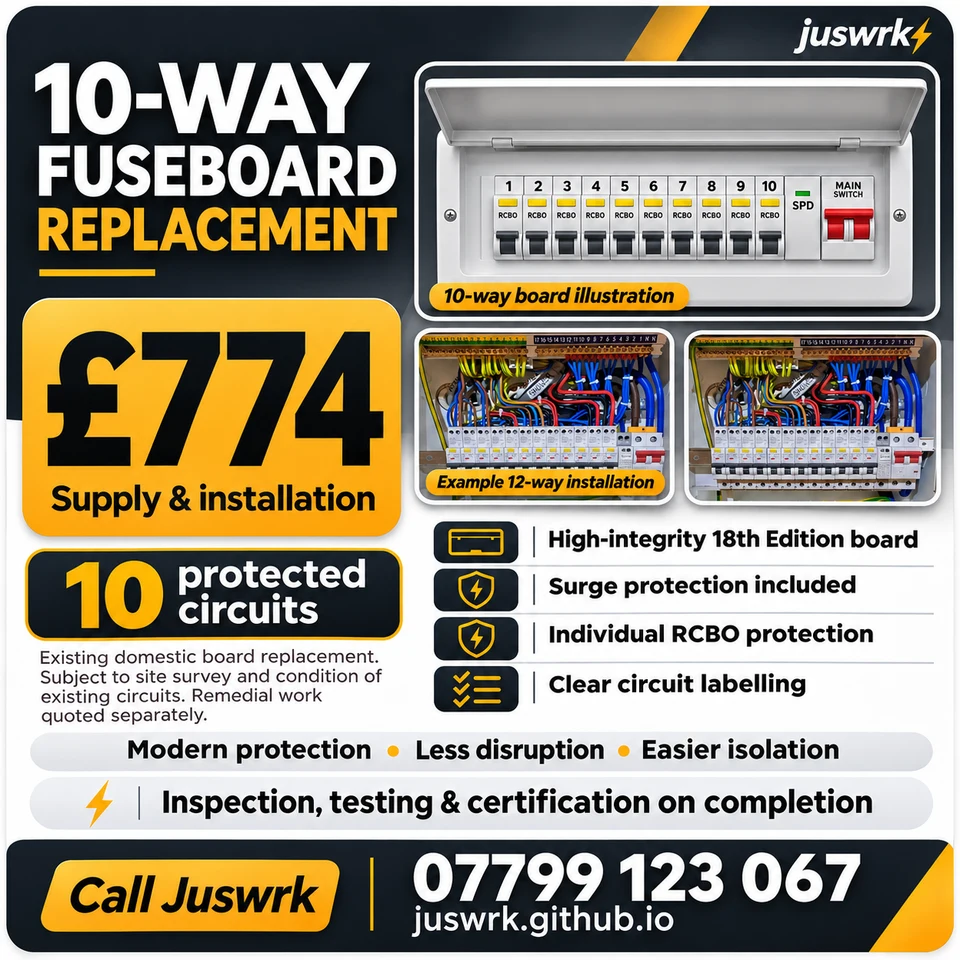 juswrk
10-WAY
FUSEBOARD
REPLACEMENT
1 2 3 4 5 6 7 8 9 10
RCBO RCBO RCBO RCBO RCBO RCBO RCBO RCBO RCBO RCBO
SPD
MAIN
SWITCH
10-way board illustration
£774
Supply & installation
Example 12-way installation
10 protected
circuits
Existing domestic board replacement.
Subject to site survey and condition of
existing circuits. Remedial work
quoted separately.
High-integrity 18th Edition board
Surge protection included
Individual RCBO protection
Clear circuit labelling
Modern protection • Less disruption • Easier isolation
Inspection, testing & certification on completion
Call Juswrk
07799 123 067
juswrk.github.io